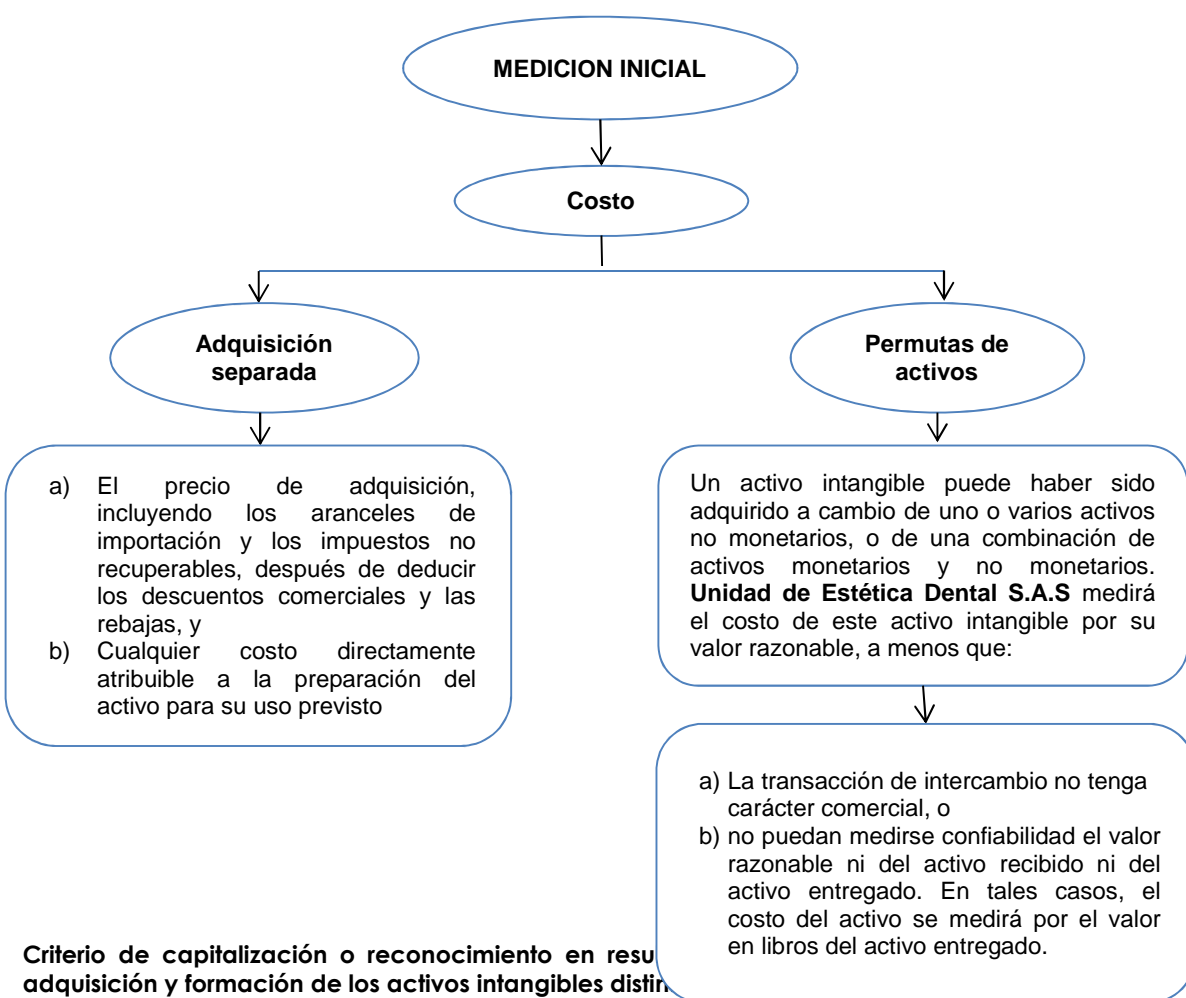 MEDICION INICIAL
Costo
Adquisición
separada
a) El precio de adquisición,
incluyendo los aranceles de
importación y los impuestos no
recuperables, después de deducir
los descuentos comerciales y las
rebajas, y
b) Cualquier costo directamente
atribuible a la preparación del
activo para su uso previsto
Permutas de
activos
Un activo intangible puede haber sido
adquirido a cambio de uno o varios activos
no monetarios, o de una combinación de
activos monetarios y no monetarios.
Unidad de Estética Dental S.A.S medirá
el costo de este activo intangible por su
valor razonable, a menos que:
a) La transacción de intercambio no tenga
carácter comercial, o
b) no puedan medirse confiabilidad el valor
razonable ni del activo recibido ni del
activo entregado. En tales casos, el
costo del activo se medirá por el valor
en libros del activo entregado.
Criterio de capitalización o reconocimiento en resu
adquisición y formación de los activos intangibles distin